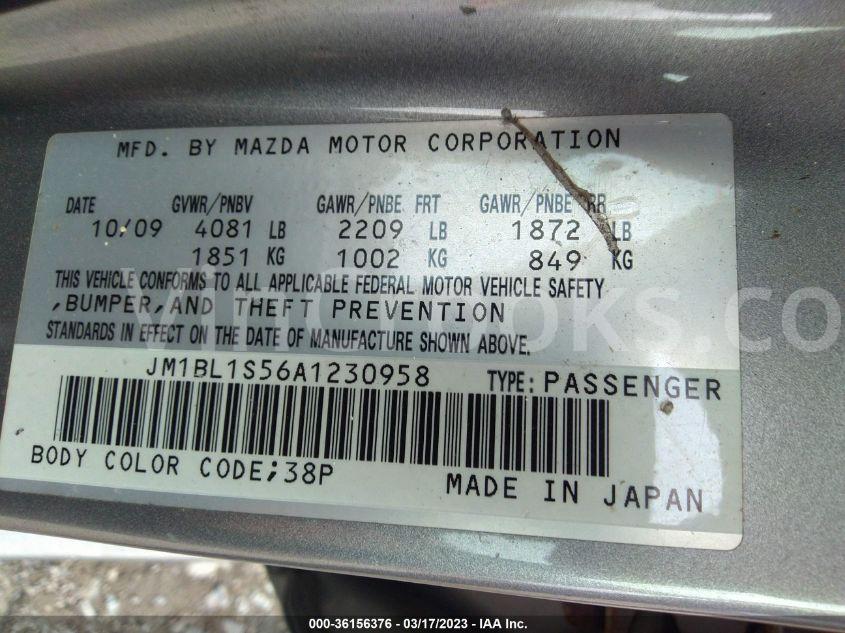 MFD. BY MAZDA MOTOR CORPORATION
DATE GVWR/PNBV GAWR/PNBE FRT GAWR/PNBE RR
10/09 4081 LB 2209 LB 1872 LB
1851 KG 1002 KG 849 KG
THIS VEHICLE CONFORMS TO ALL APPLICABLE FEDERAL MOTOR VEHICLE SAFETY
,BUMPER,AND THEFT PREVENTION
STANDARDS IN EFFECT ON THE DATE OF MANUFACTURE SHOWN ABOVE.
JM1BL1S56A1230958 TYPE: PASSENGER
BODY COLOR CODE;38P MADE IN JAPAN
000-36156376 - 03/17/2023 - IAA Inc.